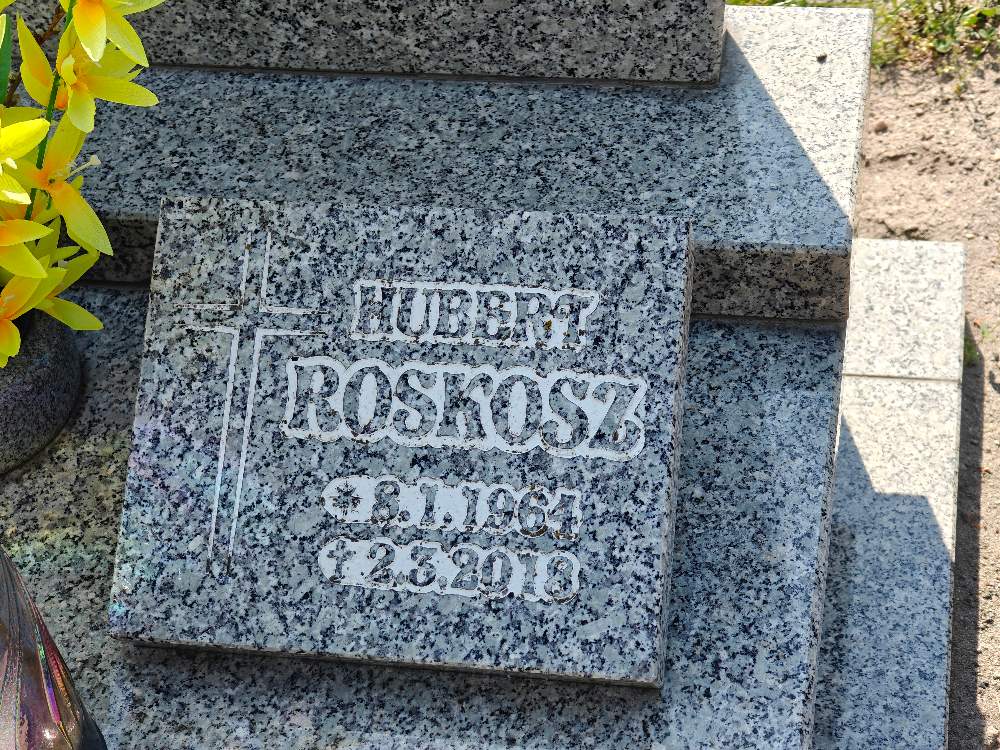 HUBERT
ROSKOSZ
* 8.1.1964
† 2.3.2018